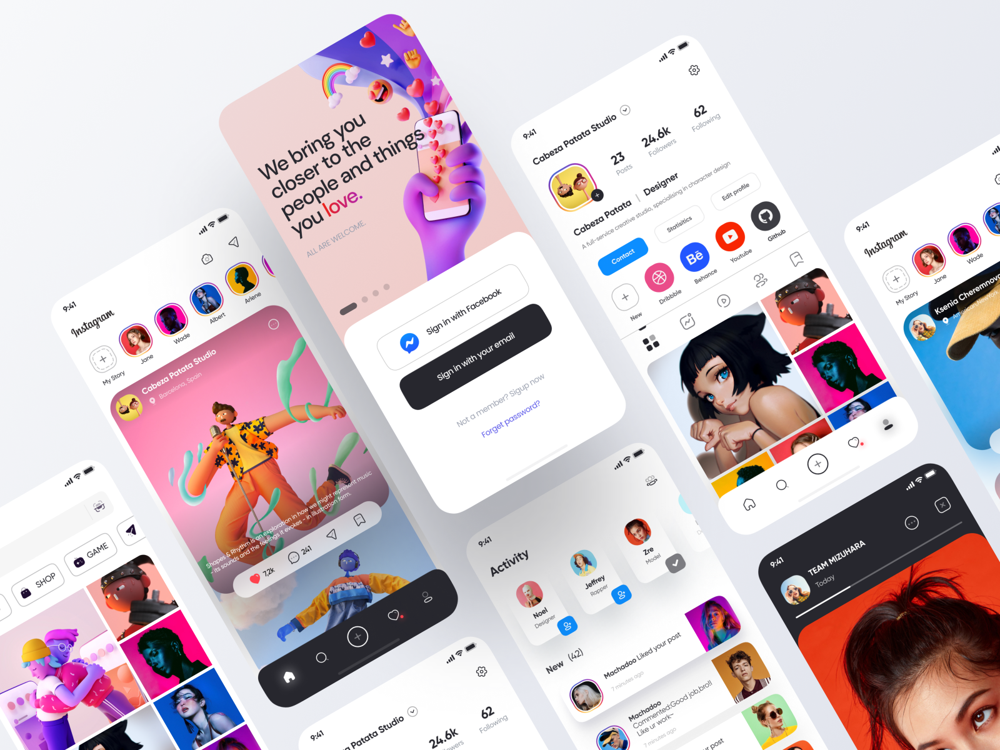 We bring you
closer to the
people and things
you love.
ALL ARE WELCOME.
Sign in with Facebook
Sign in with your email
Not a member? Sigup now
Forget password?
9:41
Instagram
My Story
Jane
Wade
Albert
Arlene
Cabeza Patata Studio
Barcelona, Spain
Shapes & Rhythm is an exploration in how we might represent music
- its sounds and the feelings it evokes - in illustration form.
7,2k
241
SHOP
GAME
9:41
Cabeza Patata Studio
23
Posts
24.6k
Followers
62
Following
Cabeza Patata | Designer
A full-service creative studio, specialising in character design
Contact
Statisitics
Edit profile
New
Dribbble
Bē
Behance
Youtube
Github
9:41
Instagram
My Story
Jane
Wade
Ksenia Cheremnova
9:41
Activity
Noel
Designer
Jeffrey
Rapper
Zre
Model
New (42)
Machadoo Liked your post
7 minutes ago
Machadoo
Commented:Good job,bro!!
Like ur work~
7 minutes ago
your post
9:41
TEAM MIZUHARA
Today
9:41
Patata Studio
24.6k
62
Following